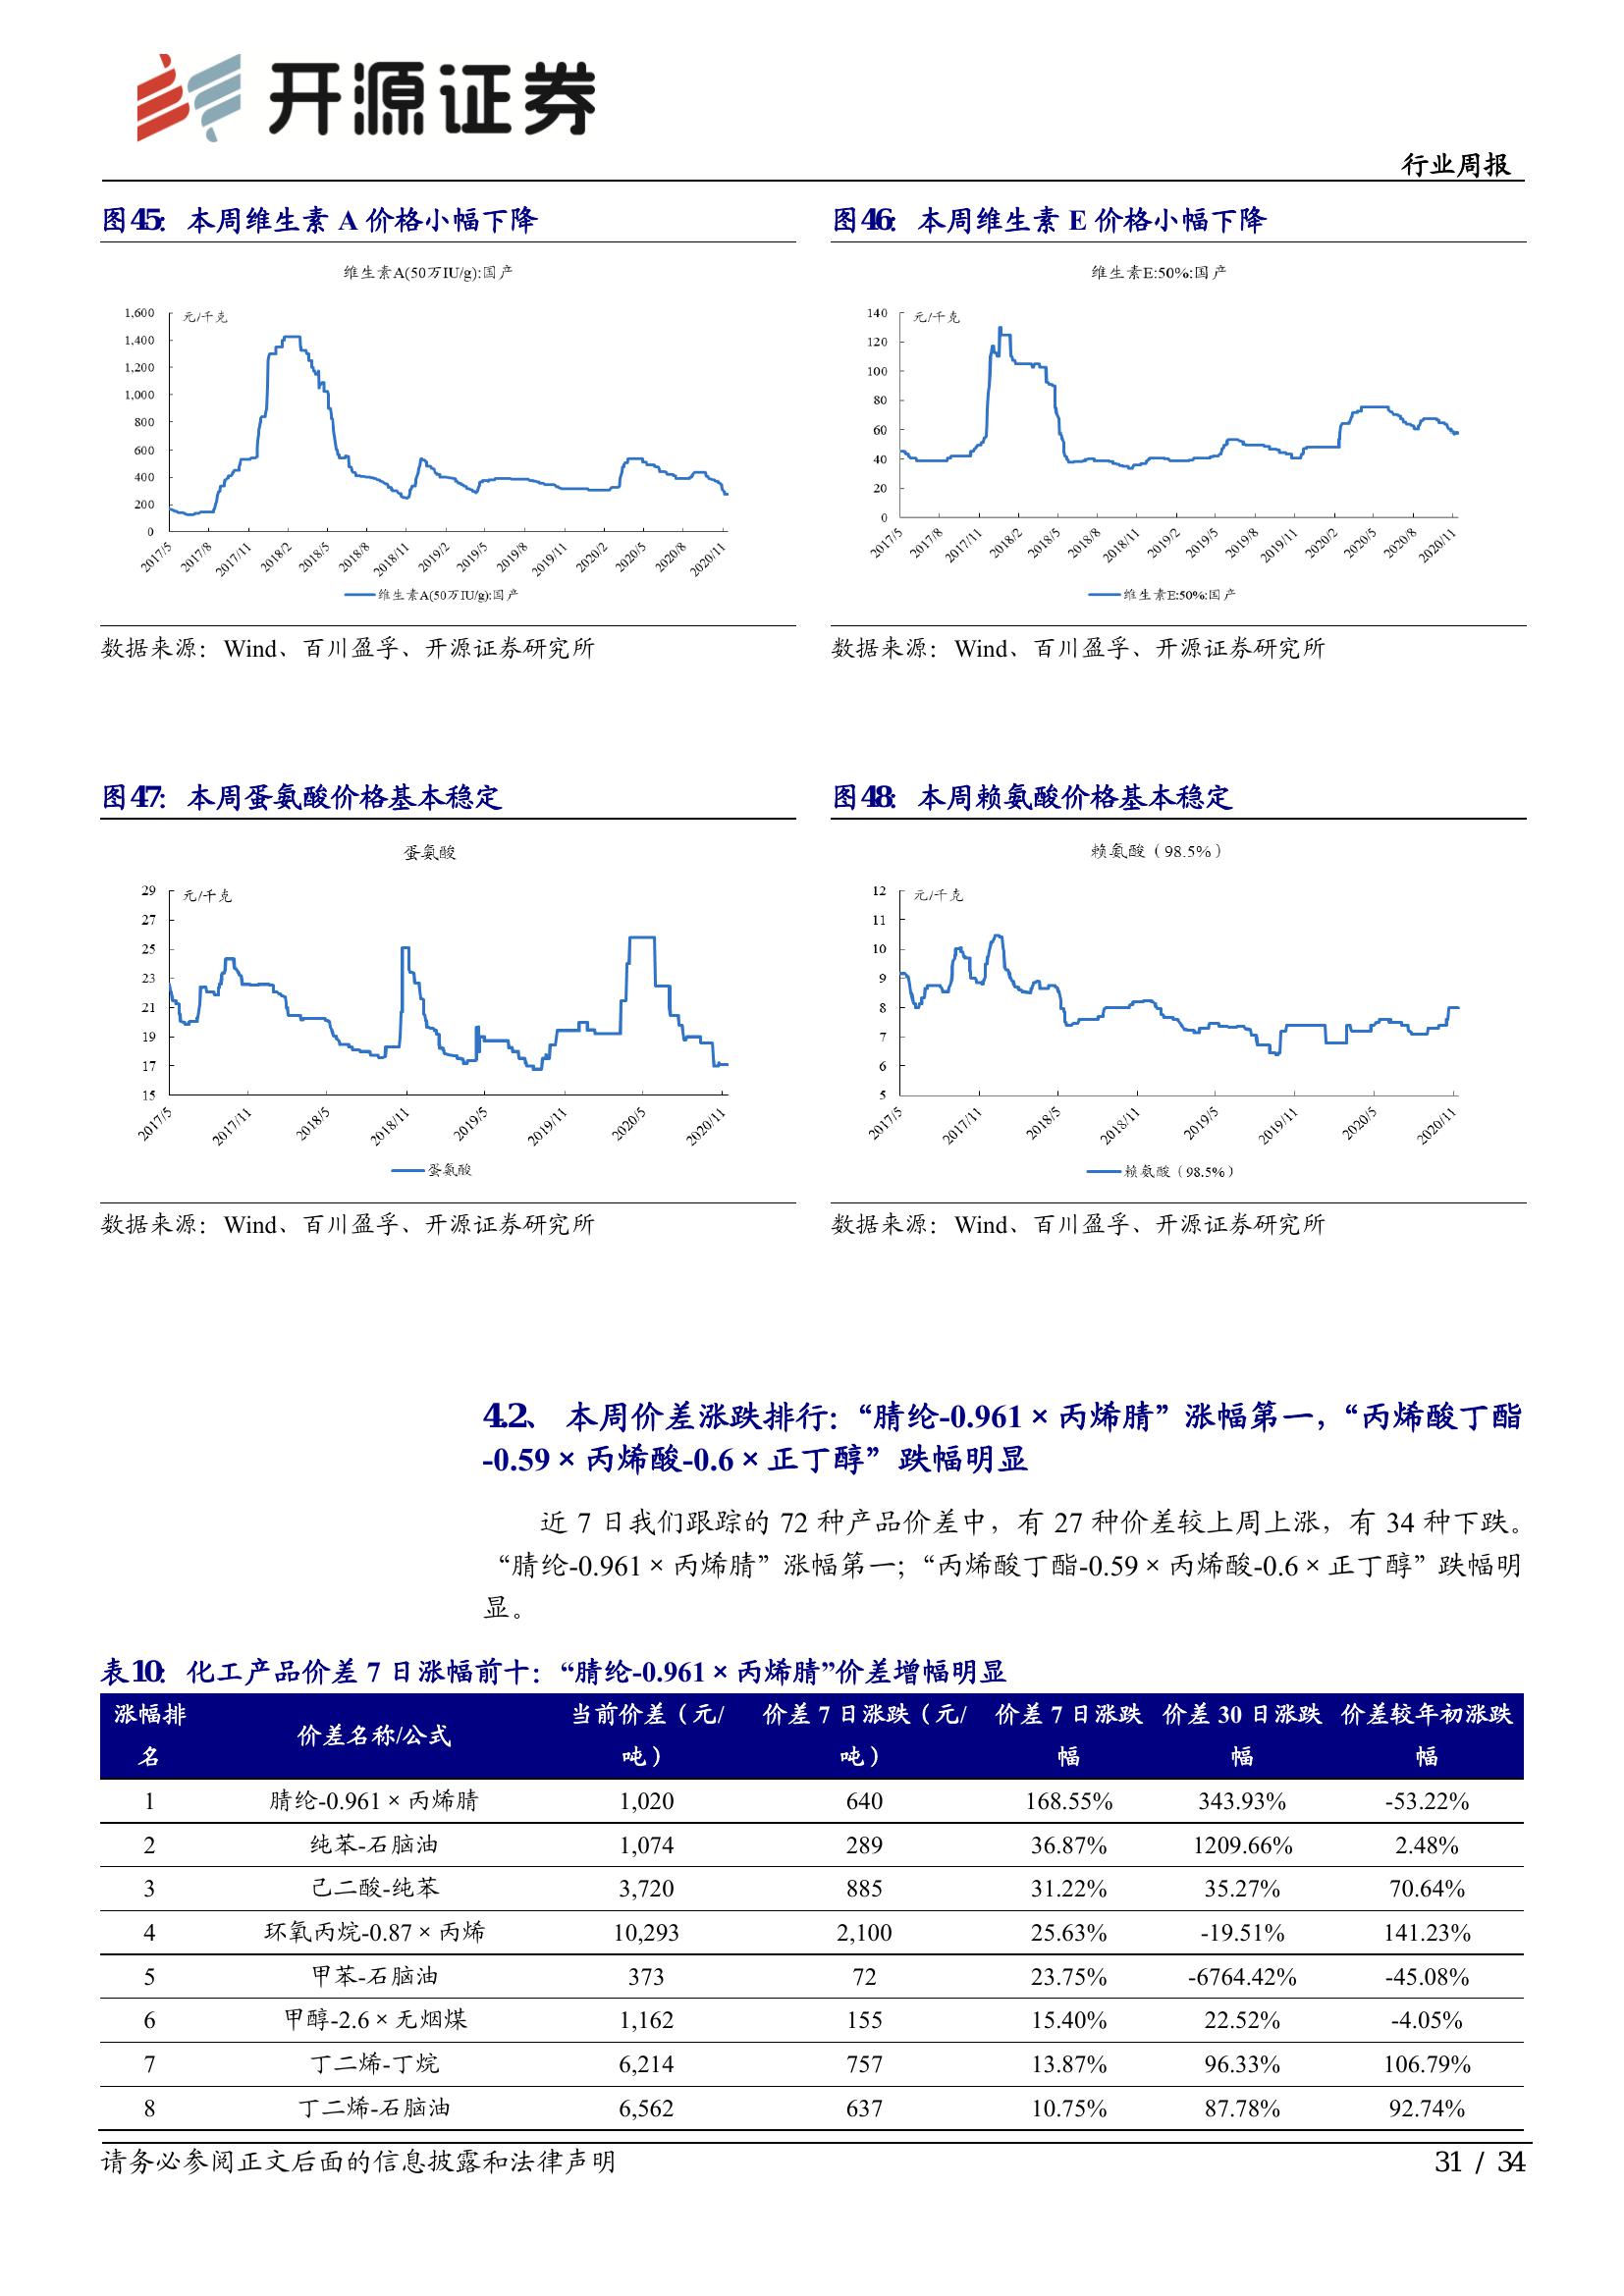 开源证券
行业周报
图45： 本周维生素 A 价格小幅下降
维生素A(50万IU/g):国产
元/千克
1,600
1,400
1,200
1,000
800
600
400
200
0
2017/5 2017/8 2017/11 2018/2 2018/5 2018/8 2018/11 2019/2 2019/5 2019/8 2019/11 2020/2 2020/5 2020/8 2020/11
维生素A(50万IU/g):国产
数据来源：Wind、百川盈孚、开源证券研究所
图46： 本周维生素 E 价格小幅下降
维生素E:50%:国产
元/千克
140
120
100
80
60
40
20
0
2017/5 2017/8 2017/11 2018/2 2018/5 2018/8 2018/11 2019/2 2019/5 2019/8 2019/11 2020/2 2020/5 2020/8 2020/11
维生素E:50%:国产
数据来源：Wind、百川盈孚、开源证券研究所
图47： 本周蛋氨酸价格基本稳定
蛋氨酸
元/千克
29
27
25
23
21
19
17
15
2017/5 2017/11 2018/5 2018/11 2019/5 2019/11 2020/5 2020/11
蛋氨酸
数据来源：Wind、百川盈孚、开源证券研究所
图48： 本周赖氨酸价格基本稳定
赖氨酸（98.5%）
元/千克
12
11
10
9
8
7
6
5
2017/5 2017/11 2018/5 2018/11 2019/5 2019/11 2020/5 2020/11
赖氨酸（98.5%）
数据来源：Wind、百川盈孚、开源证券研究所
4.2、 本周价差涨跌排行：“腈纶-0.961×丙烯腈”涨幅第一，“丙烯酸丁酯
-0.59×丙烯酸-0.6×正丁醇”跌幅明显
近 7 日我们跟踪的 72 种产品价差中，有 27 种价差较上周上涨，有 34 种下跌。
“腈纶-0.961×丙烯腈”涨幅第一；“丙烯酸丁酯-0.59×丙烯酸-0.6×正丁醇”跌幅明
显。
表10： 化工产品价差 7 日涨幅前十：“腈纶-0.961×丙烯腈”价差增幅明显
涨幅排名 价差名称/公式 当前价差（元/吨） 价差 7 日涨跌（元/吨） 价差 7 日涨跌幅 价差 30 日涨跌幅 价差较年初涨跌幅
1 腈纶-0.961×丙烯腈 1,020 640 168.55% 343.93% -53.22%
2 纯苯-石脑油 1,074 289 36.87% 1209.66% 2.48%
3 己二酸-纯苯 3,720 885 31.22% 35.27% 70.64%
4 环氧丙烷-0.87×丙烯 10,293 2,100 25.63% -19.51% 141.23%
5 甲苯-石脑油 373 72 23.75% -6764.42% -45.08%
6 甲醇-2.6×无烟煤 1,162 155 15.40% 22.52% -4.05%
7 丁二烯-丁烷 6,214 757 13.87% 96.33% 106.79%
8 丁二烯-石脑油 6,562 637 10.75% 87.78% 92.74%
请务必参阅正文后面的信息披露和法律声明
31 / 34